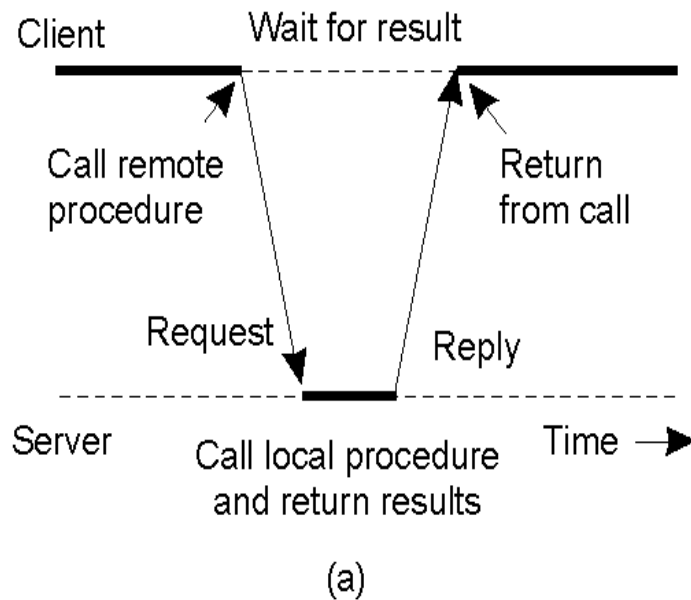 Client
Wait for result
Call remote
procedure
Return
from call
Request
Reply
Server
Call local procedure
and return results
Time
(a)